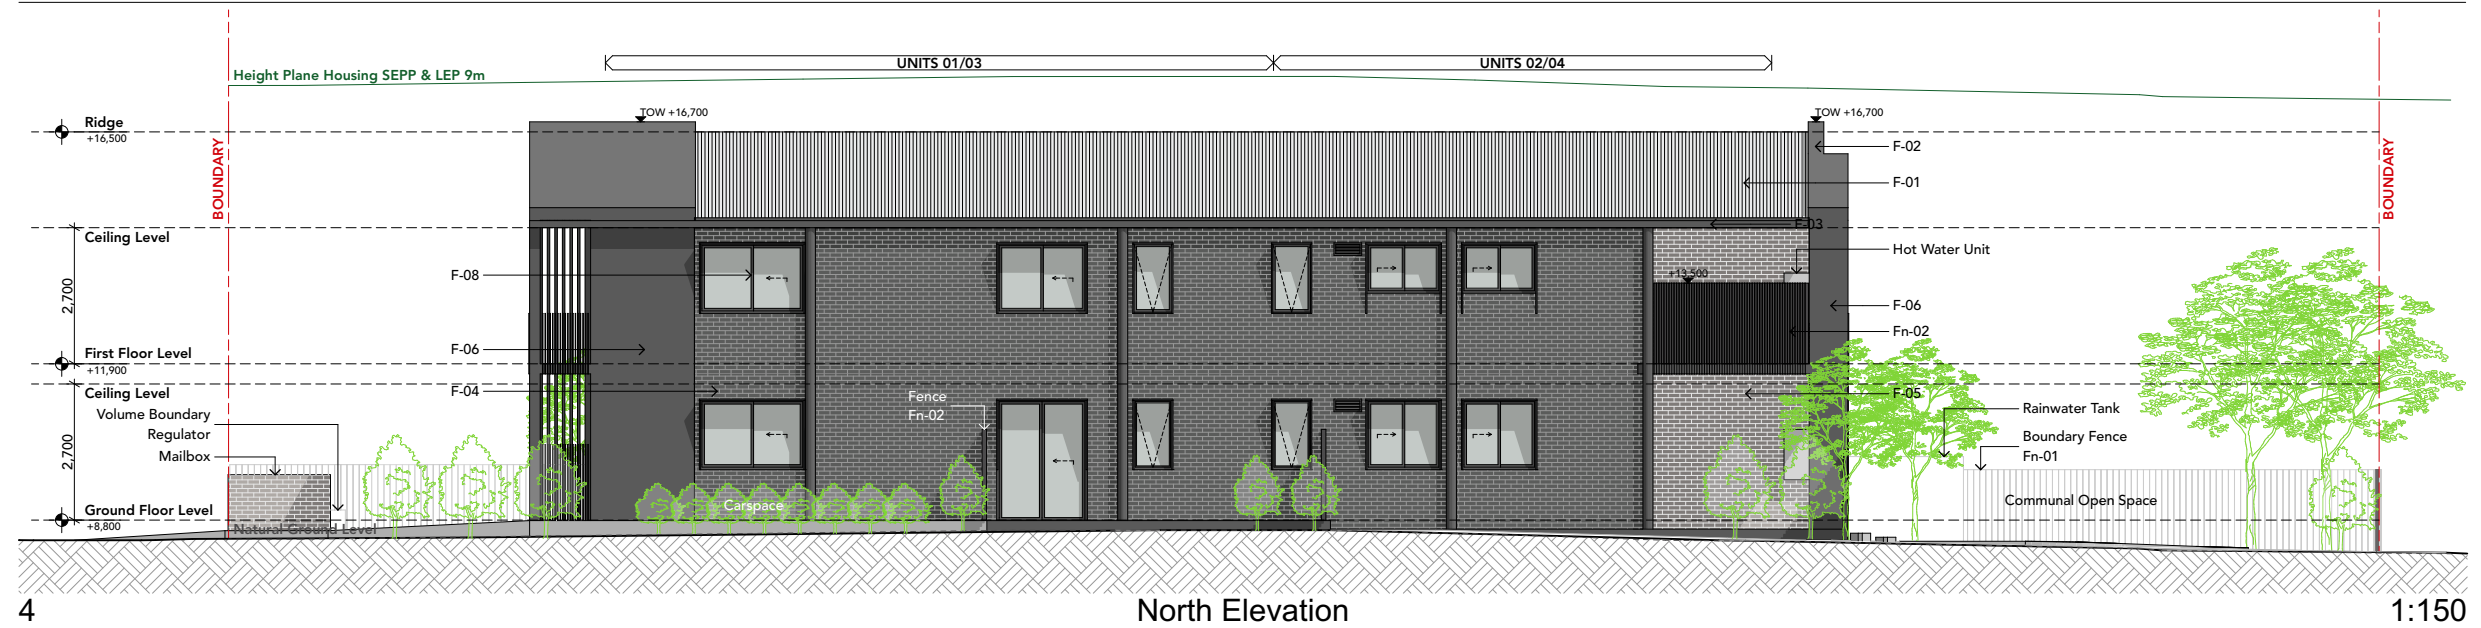 UNITS 01/03
UNITS 02/04
Height Plane Housing SEPP & LEP 9m
TOW +16,700
TOW +16,700
Ridge
+16,500
BOUNDARY
BOUNDARY
F-02
F-01
F-03
Ceiling Level
Hot Water Unit
F-08
+13,500
2,700
F-06
Fn-02
F-06
First Floor Level
+11,900
Ceiling Level
F-04
F-05
Fence
Fn-02
Volume Boundary
Regulator
Mailbox
Rainwater Tank
Boundary Fence
Fn-01
2,700
Carspace
Communal Open Space
Ground Floor Level
+8,800
Natural Ground Level
4
North Elevation
1:150